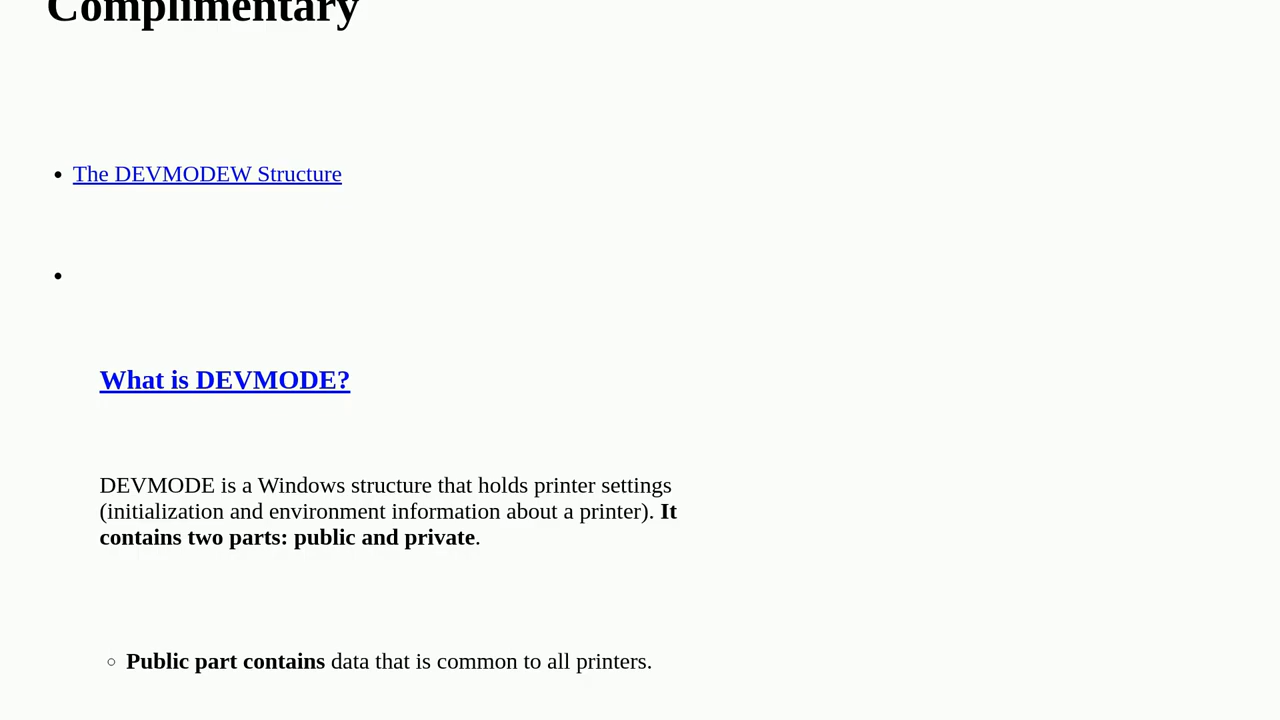 Complimentary
The DEVMODEW Structure
What is DEVMODE?
DEVMODE is a Windows structure that holds printer settings
(initialization and environment information about a printer). It
contains two parts: public and private.
Public part contains data that is common to all printers.